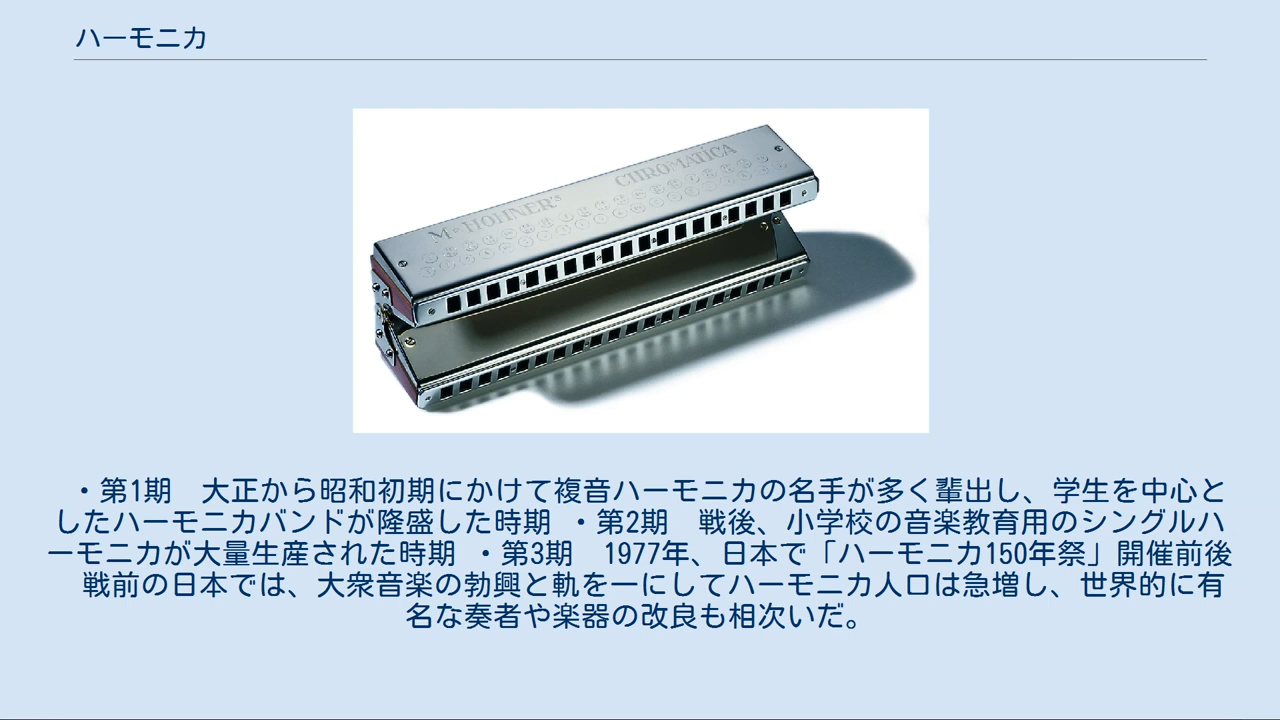 ハーモニカ
M. HOHNER'S
CHROMATICA
・第1期　大正から昭和初期にかけて複音ハーモニカの名手が多く輩出し、学生を中心と
したハーモニカバンドが隆盛した時期 ・第2期　戦後、小学校の音楽教育用のシングルハ
ーモニカが大量生産された時期 ・第3期　1977年、日本で「ハーモニカ150年祭」開催前後
戦前の日本では、大衆音楽の勃興と軌を一にしてハーモニカ人口は急増し、世界的に有
名な奏者や楽器の改良も相次いだ。